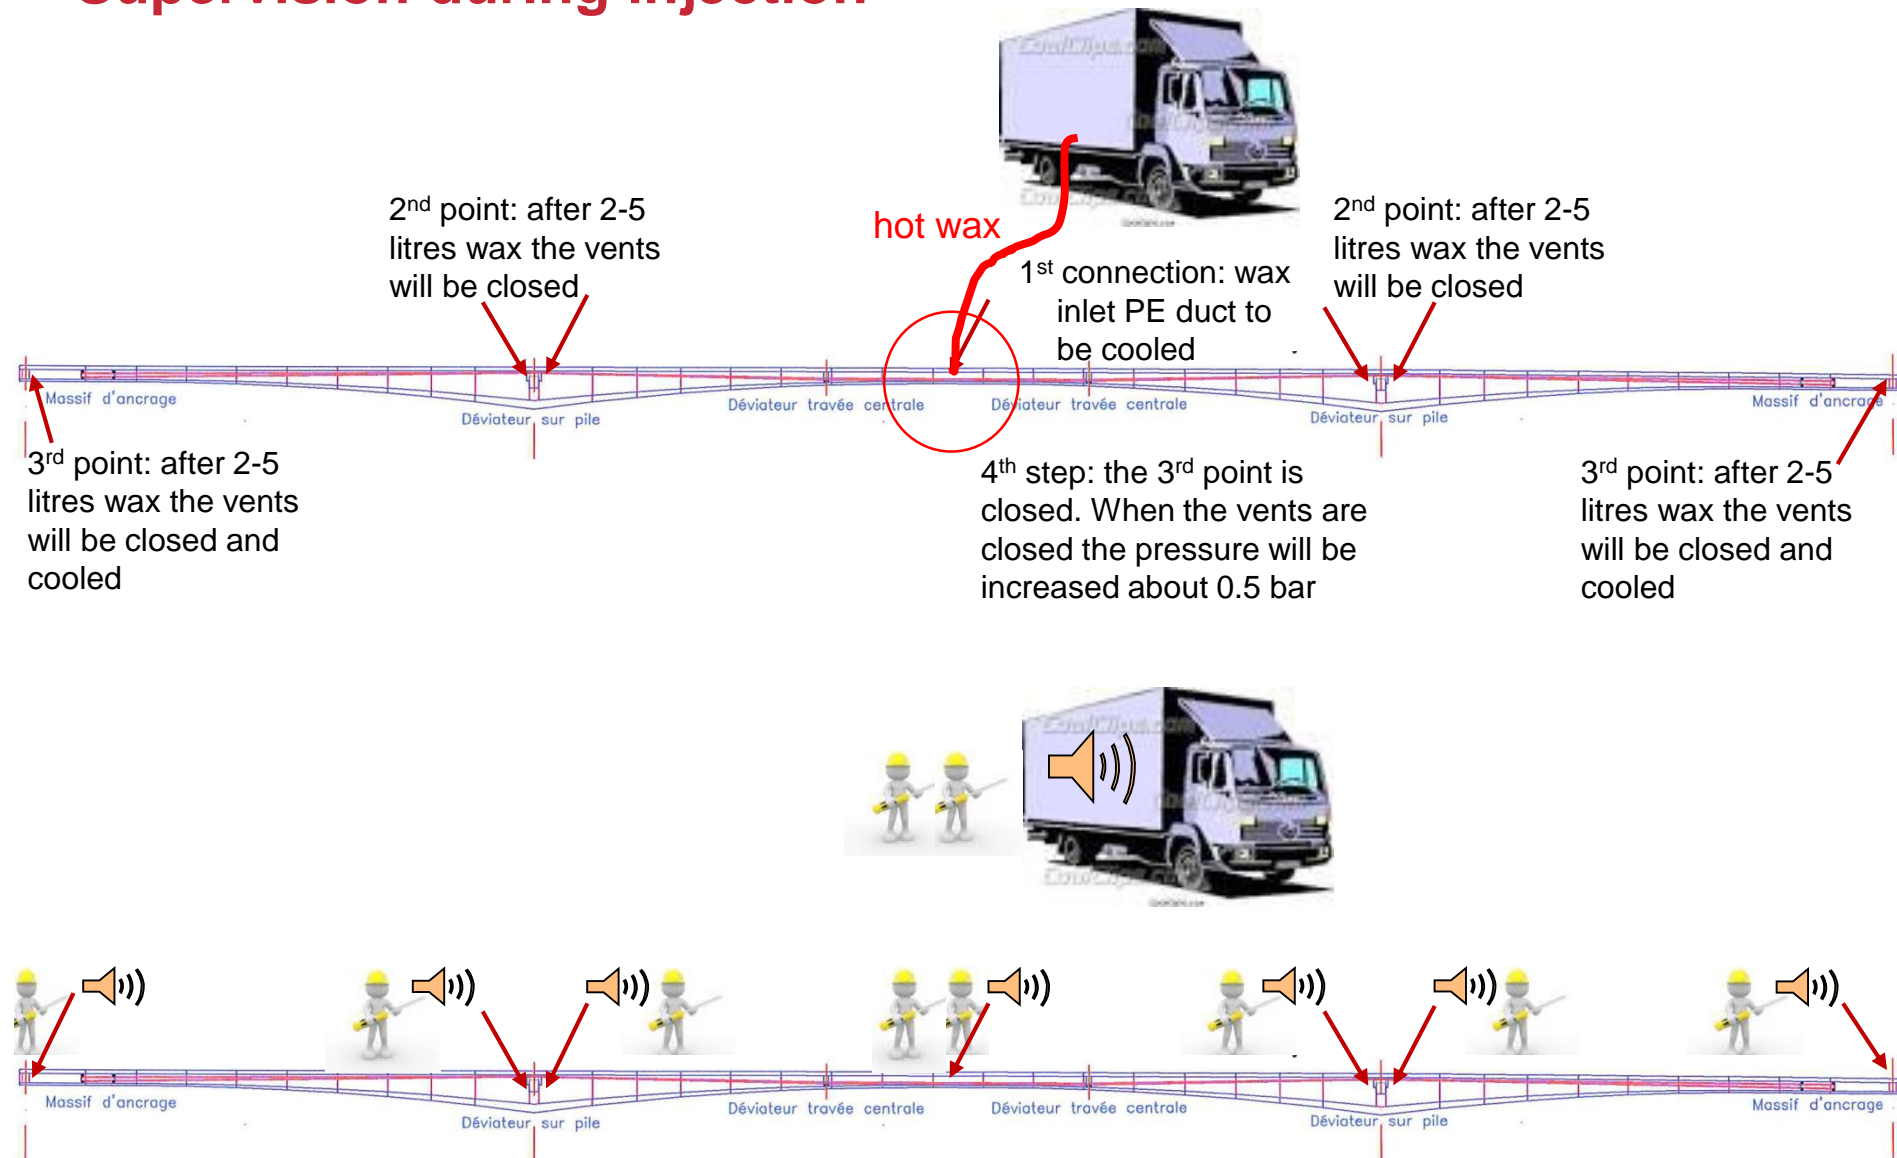 Supervision during injection
2nd point: after 2-5
litres wax the vents
will be closed
hot wax
1st connection: wax
inlet PE duct to
be cooled
2nd point: after 2-5
litres wax the vents
will be closed
Massif d'ancrage
Déviateur sur pile
Déviateur travée centrale
Déviateur travée centrale
Déviateur sur pile
Massif d'ancrage
3rd point: after 2-5
litres wax the vents
will be closed and
cooled
4th step: the 3rd point is
closed. When the vents are
closed the pressure will be
increased about 0.5 bar
3rd point: after 2-5
litres wax the vents
will be closed and
cooled
Massif d'ancrage
Déviateur sur pile
Déviateur travée centrale
Déviateur travée centrale
Déviateur sur pile
Massif d'ancrage